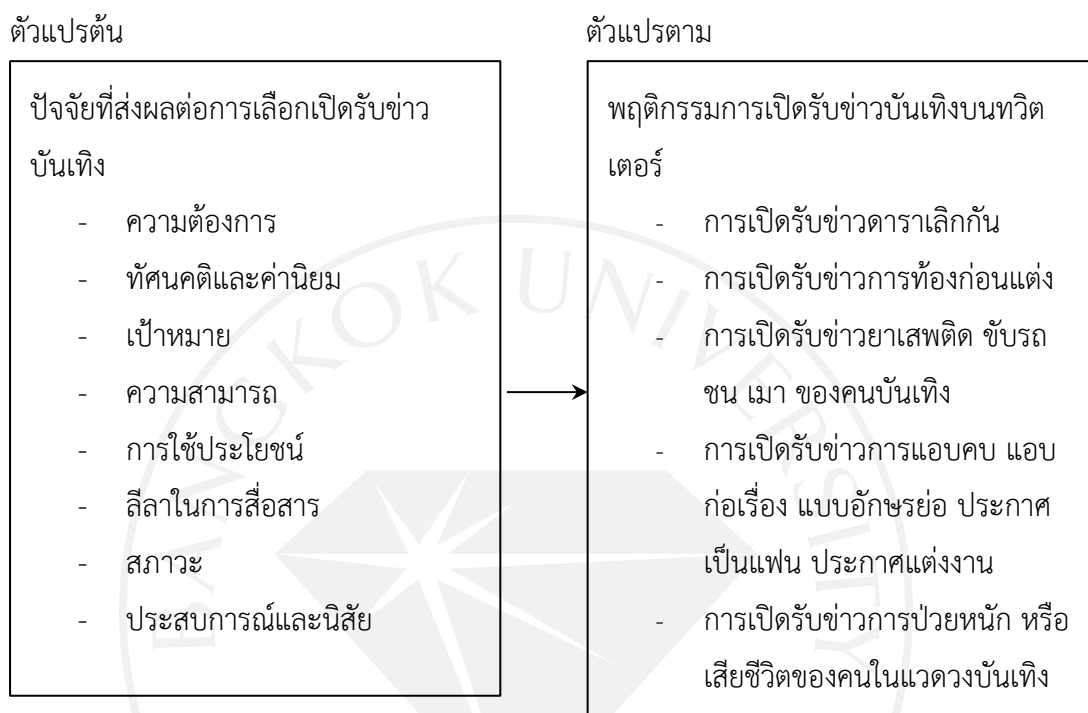 ตัวแปรต้น
ปัจจัยที่ส่งผลต่อการเลือกเปิดรับข่าว
บันเทิง
- ความต้องการ
- ทัศนคติและค่านิยม
- เป้าหมาย
- ความสามารถ
- การใช้ประโยชน์
- ลีลาในการสื่อสาร
- สภาวะ
- ประสบการณ์และนิสัย
ตัวแปรตาม
พฤติกรรมการเปิดรับข่าวบันเทิงบนทวิต
เตอร์
- การเปิดรับข่าวดาราเลิกกัน
- การเปิดรับข่าวการท้องก่อนแต่ง
- การเปิดรับข่าวยาเสพติด ขับรถ
ชน เมา ของคนบันเทิง
- การเปิดรับข่าวการแอบคบ แอบ
ก่อเรื่อง แบบอักษรย่อ ประกาศ
เป็นแฟน ประกาศแต่งงาน
- การเปิดรับข่าวการป่วยหนัก หรือ
เสียชีวิตของคนในแวดวงบันเทิง
BANGKOK UNIVERSITY